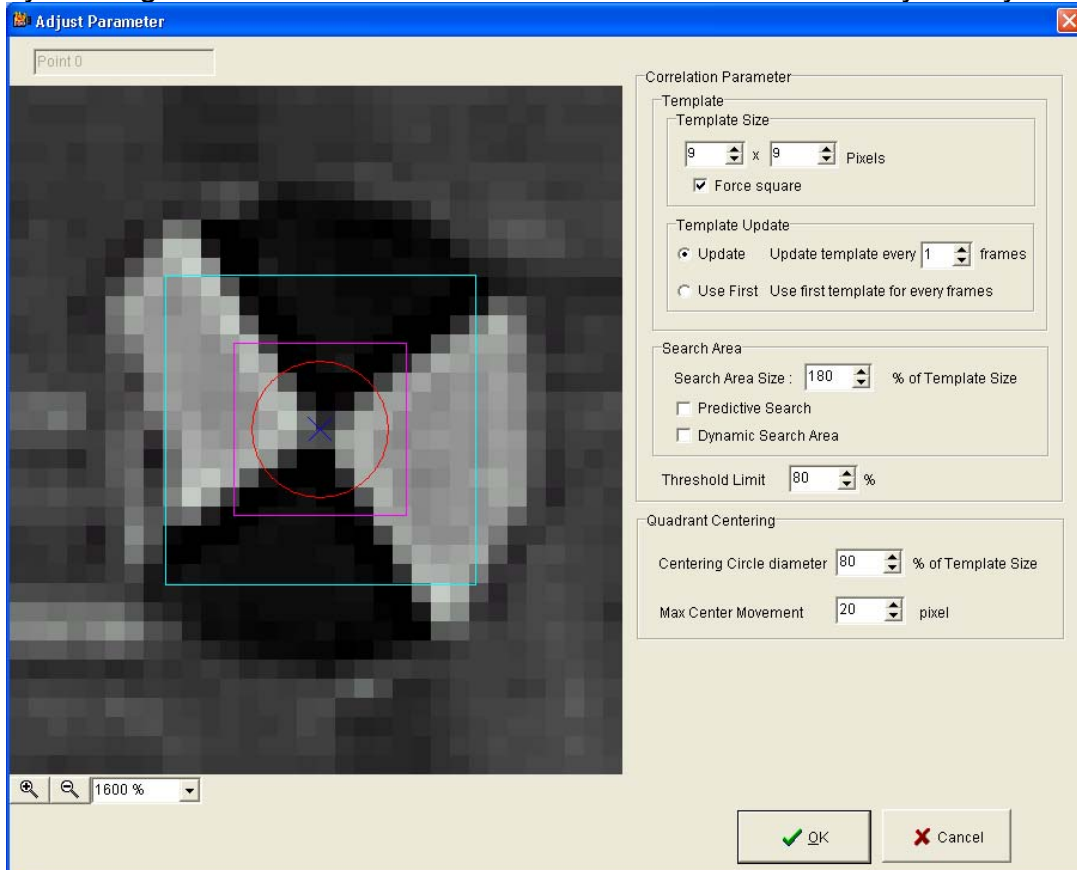 Adjust Parameter
Point 0
Correlation Parameter
Template
Template Size
9 x 9 Pixels
Force square
Template Update
Update Update template every 1 frames
Use First Use first template for every frames
Search Area
Search Area Size : 180 % of Template Size
Predictive Search
Dynamic Search Area
Threshold Limit 80 %
Quadrant Centering
Centering Circle diameter 80 % of Template Size
Max Center Movement 20 pixel
1600 %
OK
Cancel